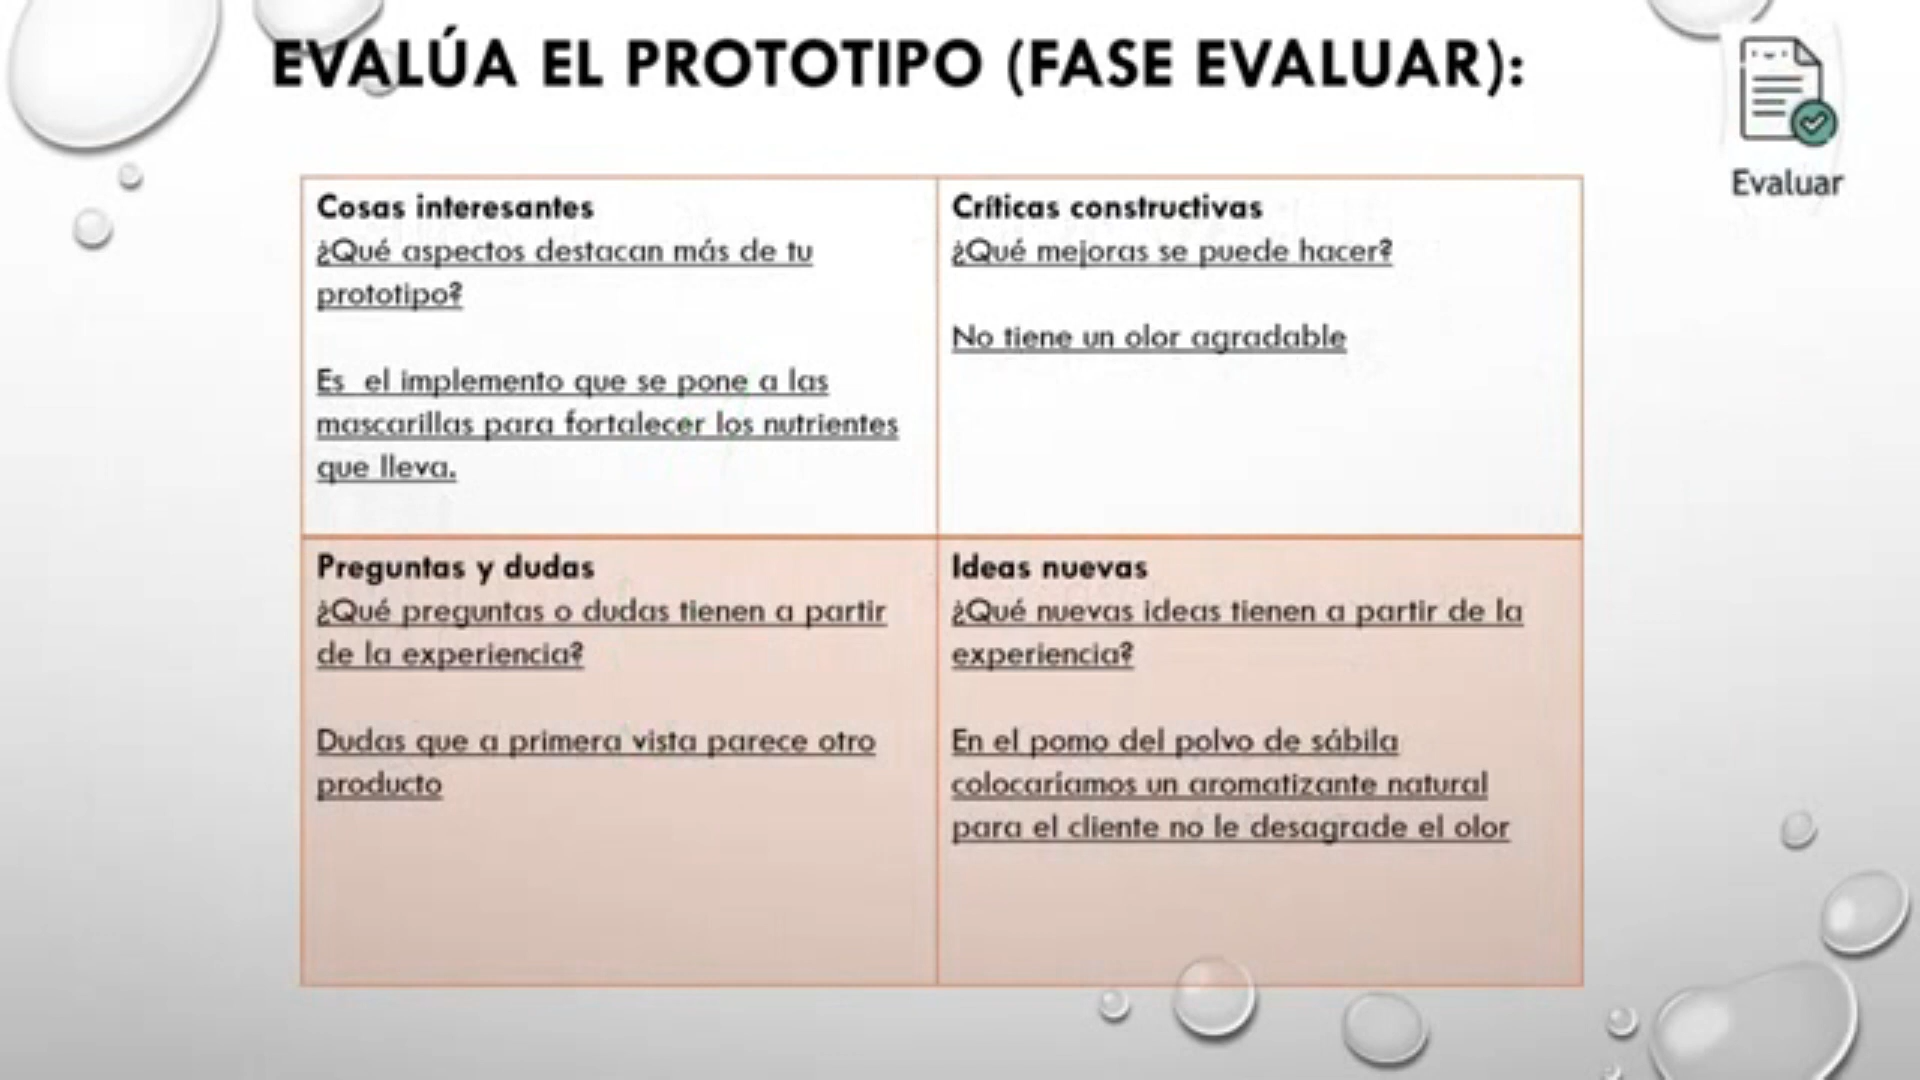 EVALÚA EL PROTOTIPO (FASE EVALUAR):
Evaluar
Cosas interesantes
¿Qué aspectos destacan más de tu
prototipo?
Es el implemento que se pone a las
mascarillas para fortalecer los nutrientes
que lleva.
Críticas constructivas
¿Qué mejoras se puede hacer?
No tiene un olor agradable
Preguntas y dudas
¿Qué preguntas o dudas tienen a partir
de la experiencia?
Dudas que a primera vista parece otro
producto
Ideas nuevas
¿Qué nuevas ideas tienen a partir de la
experiencia?
En el pomo del polvo de sábila
colocaríamos un aromatizante natural
para el cliente no le desagrade el olor